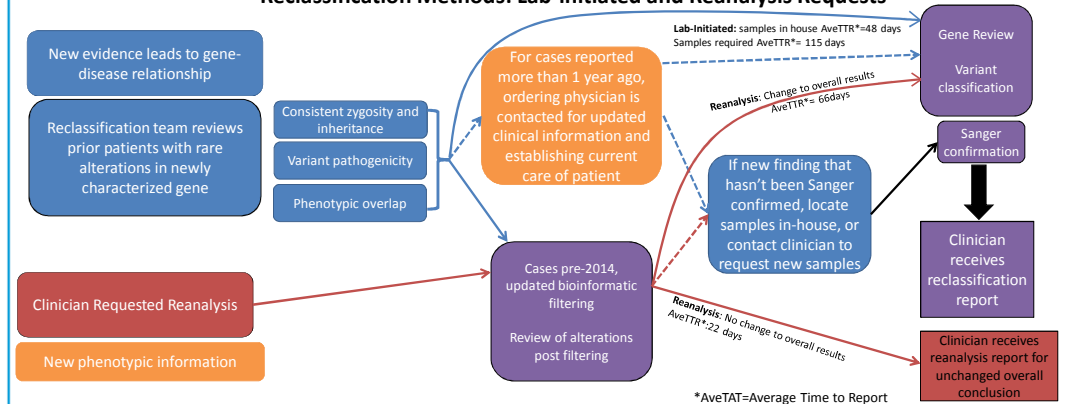 Reclassification Methods: Lab-Initiated and Reanalysis Requests
New evidence leads to gene-
disease relationship
Reclassification team reviews
prior patients with rare
alterations in newly
characterized gene
Consistent zygosity and
inheritance
Variant pathogenicity
Phenotypic overlap
For cases reported
more than 1 year ago,
ordering physician is
contacted for updated
clinical information and
establishing current
care of patient
Lab-Initiated: samples in house AveTTR*=48 days
Samples required AveTTR*= 115 days
Reanalysis: Change to overall results
AveTTR*= 66days
Gene Review
Variant
classification
Sanger
confirmation
If new finding that
hasn't been Sanger
confirmed, locate
samples in-house, or
contact clinician to
request new samples
Clinician
receives
reclassification
report
Clinician Requested Reanalysis
New phenotypic information
Cases pre-2014,
updated bioinformatic
filtering
Review of alterations
post filtering
Reanalysis: No change to overall results
AveTTR*:22 days
Clinician receives
reanalysis report for
unchanged overall
conclusion
*AveTAT=Average Time to Report